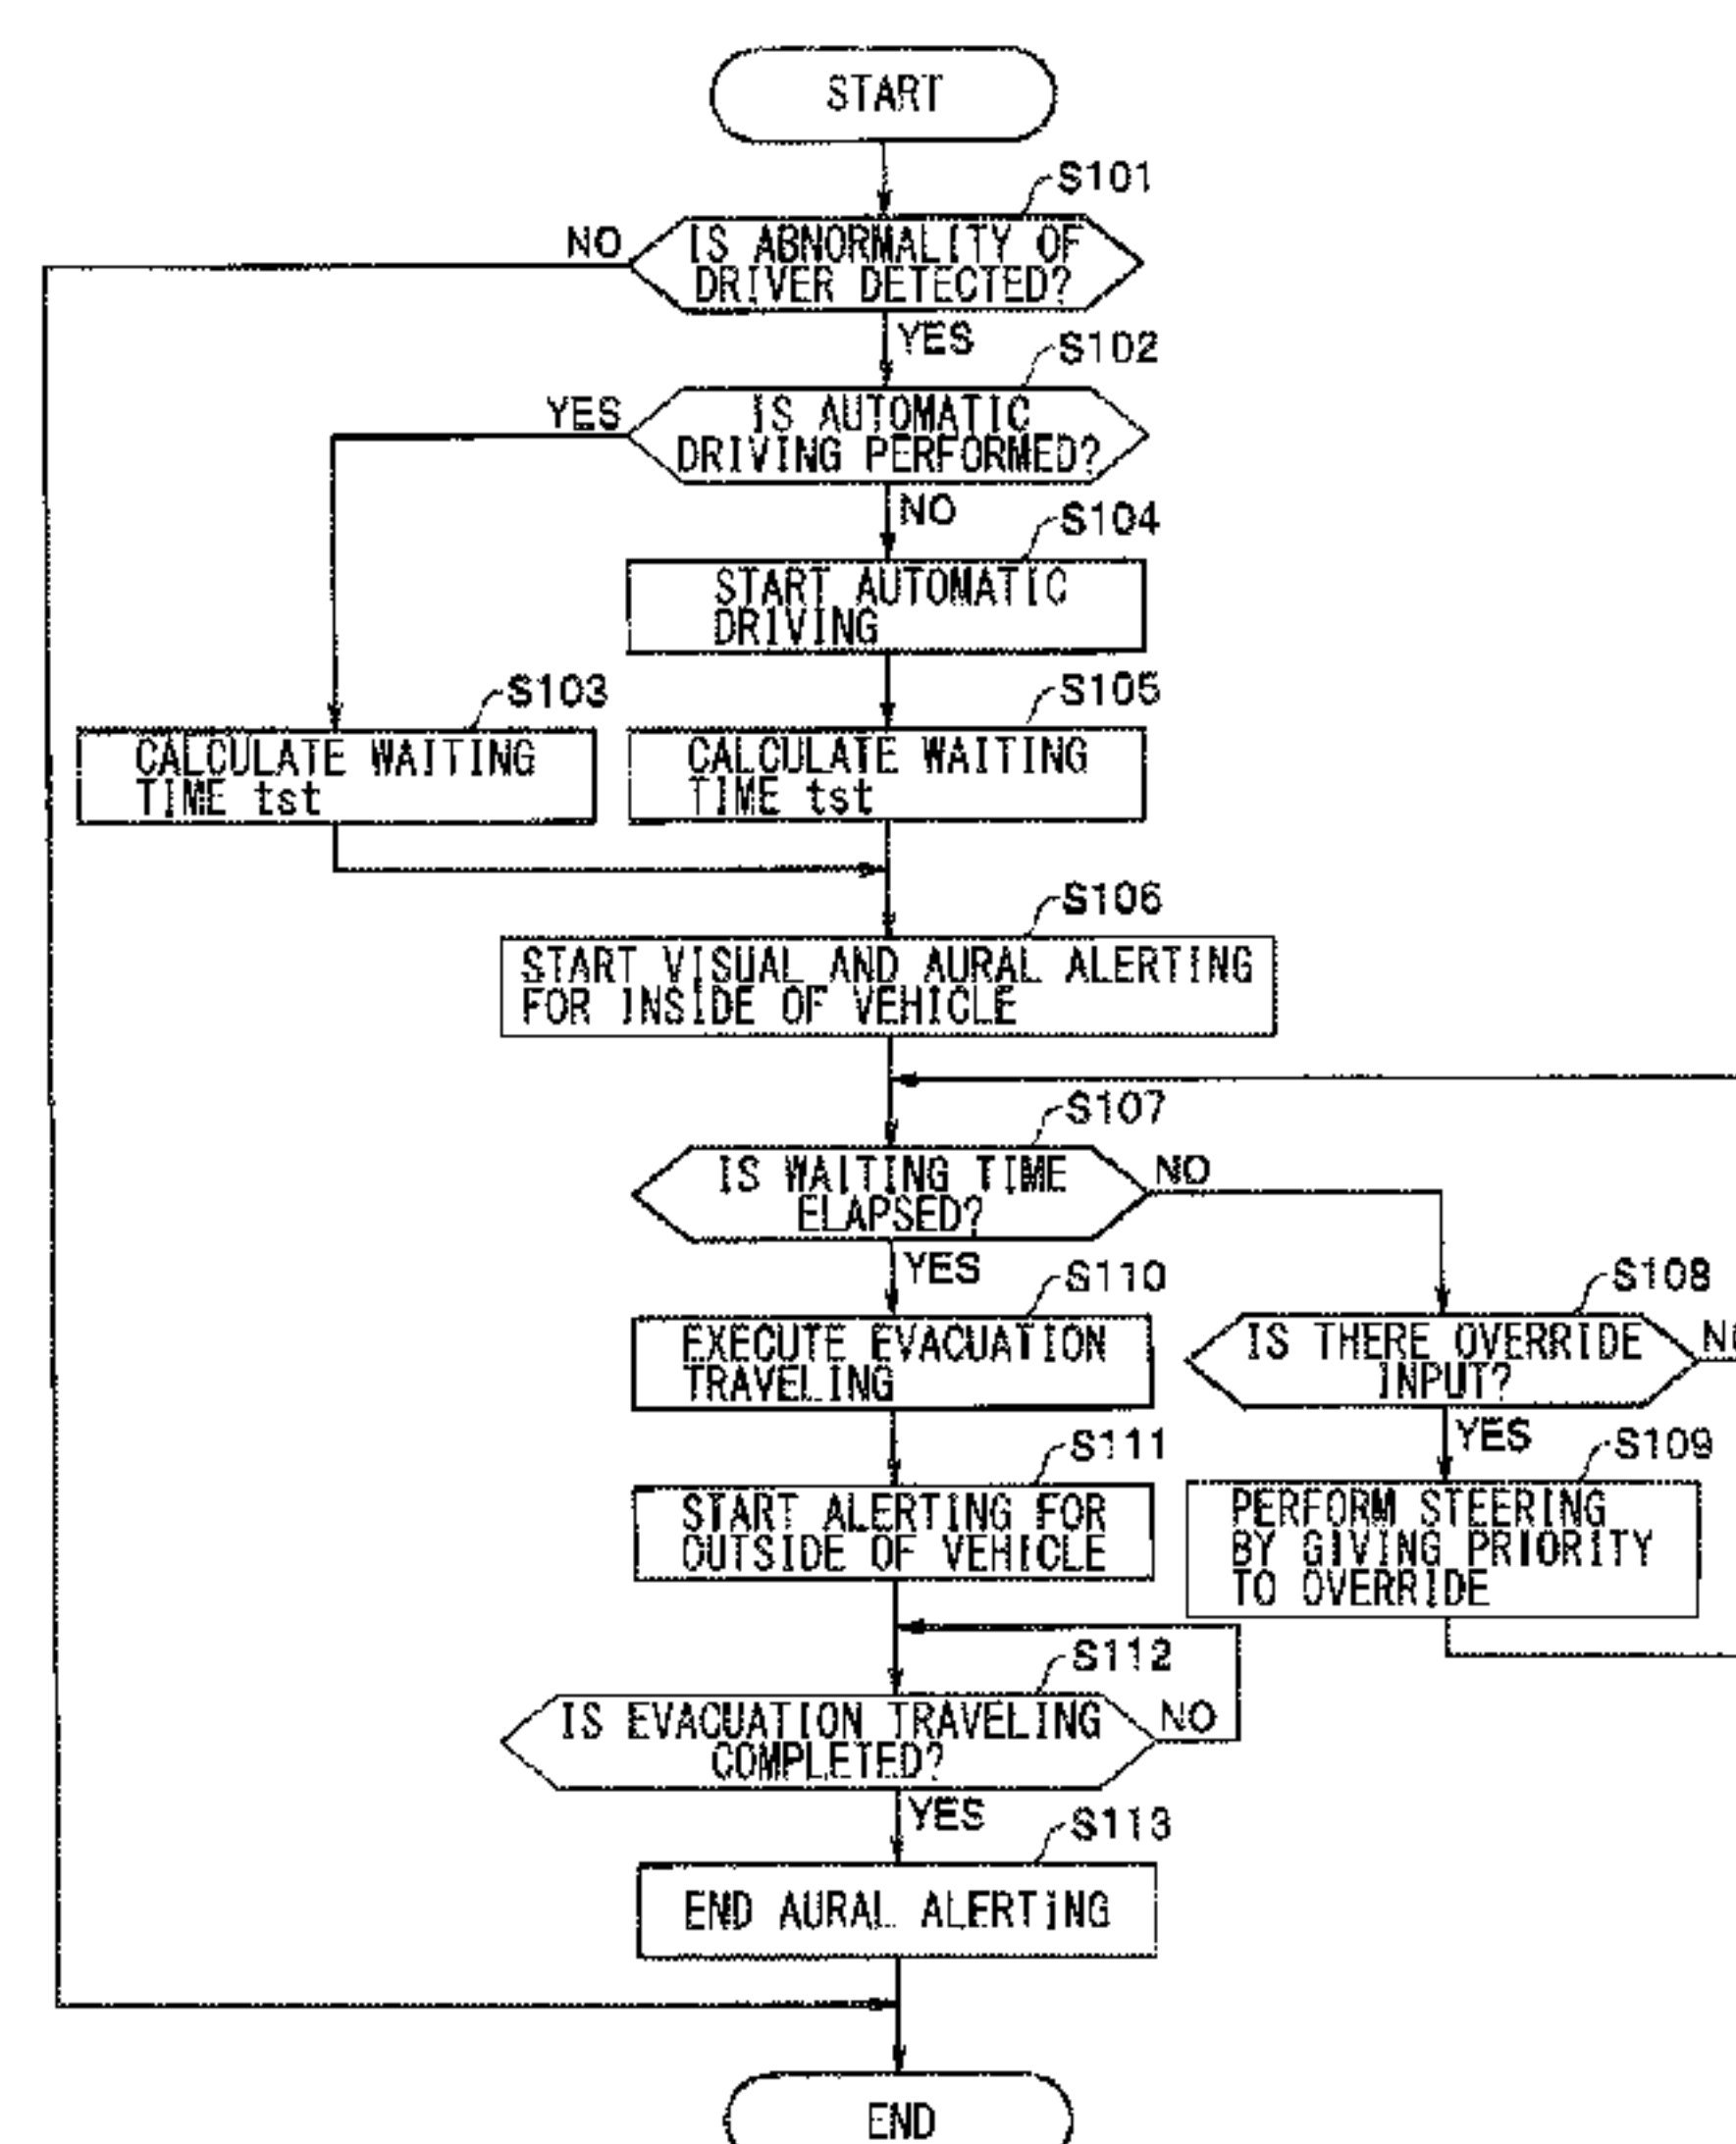 START
S101
NO
IS ABNORMALITY OF
DRIVER DETECTED?
YES
S102
YES
IS AUTOMATIC
DRIVING PERFORMED?
NO
S104
START AUTOMATIC
DRIVING
S103
S105
CALCULATE WAITING
TIME tst
CALCULATE WAITING
TIME tst
S106
START VISUAL AND AURAL ALERTING
FOR INSIDE OF VEHICLE
S107
IS WAITING TIME
ELAPSED?
NO
YES
S110
S108
EXECUTE EVACUATION
TRAVELING
IS THERE OVERRIDE
INPUT?
YES
S111
S109
START ALERTING FOR
OUTSIDE OF VEHICLE
PERFORM STEERING
BY GIVING PRIORITY
TO OVERRIDE
S112
IS EVACUATION TRAVELING
COMPLETED?
NO
YES
S113
END AURAL ALERTING
END